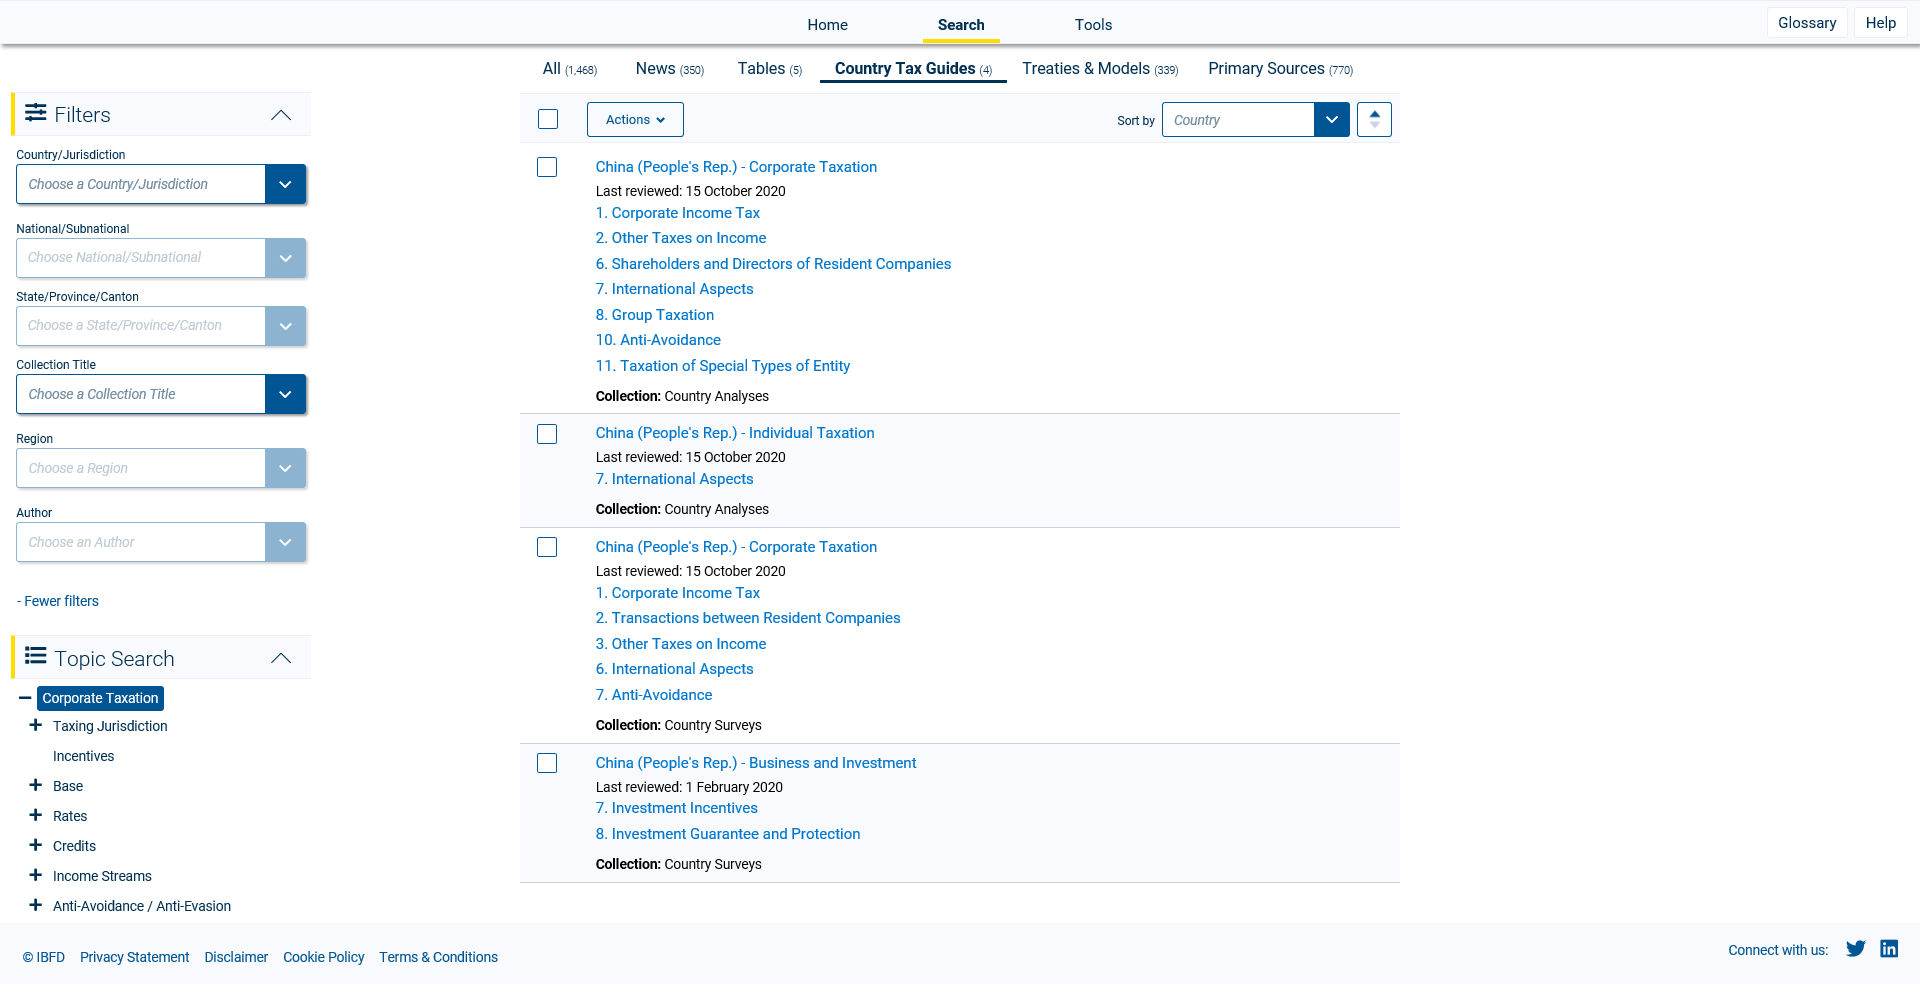 Home
Search
Tools
Glossary
Help
All (1,468)
News (350)
Tables (5)
Country Tax Guides (4)
Treaties & Models (339)
Primary Sources (770)
Filters
Country/Jurisdiction
Choose a Country/Jurisdiction
National/Subnational
Choose National/Subnational
State/Province/Canton
Choose a State/Province/Canton
Collection Title
Choose a Collection Title
Region
Choose a Region
Author
Choose an Author
- Fewer filters
Topic Search
Corporate Taxation
Taxing Jurisdiction
Incentives
Base
Rates
Credits
Income Streams
Anti-Avoidance / Anti-Evasion
Actions
Sort by
Country
China (People's Rep.) - Corporate Taxation
Last reviewed: 15 October 2020
1. Corporate Income Tax
2. Other Taxes on Income
6. Shareholders and Directors of Resident Companies
7. International Aspects
8. Group Taxation
10. Anti-Avoidance
11. Taxation of Special Types of Entity
Collection: Country Analyses
China (People's Rep.) - Individual Taxation
Last reviewed: 15 October 2020
7. International Aspects
Collection: Country Analyses
China (People's Rep.) - Corporate Taxation
Last reviewed: 15 October 2020
1. Corporate Income Tax
2. Transactions between Resident Companies
3. Other Taxes on Income
6. International Aspects
7. Anti-Avoidance
Collection: Country Surveys
China (People's Rep.) - Business and Investment
Last reviewed: 1 February 2020
7. Investment Incentives
8. Investment Guarantee and Protection
Collection: Country Surveys
© IBFD
Privacy Statement
Disclaimer
Cookie Policy
Terms & Conditions
Connect with us: